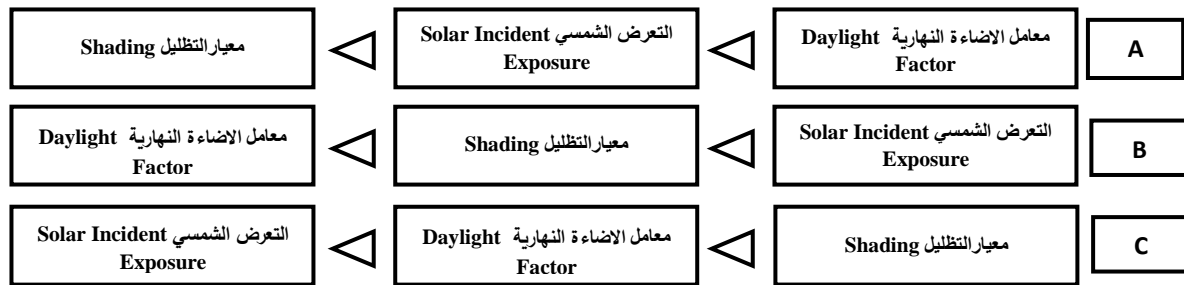 A
معامل الاضاءة النهارية Daylight
Factor
التعرض الشمسي Solar Incident
Exposure
معيارالتظليل Shading
B
التعرض الشمسي Solar Incident
Exposure
معيارالتظليل Shading
معامل الاضاءة النهارية Daylight
Factor
C
معيارالتظليل Shading
معامل الاضاءة النهارية Daylight
Factor
التعرض الشمسي Solar Incident
Exposure